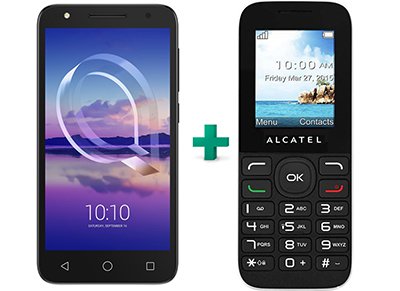 10:10
SATURDAY, SEPTEMBER 16
10:00 AM
Friday Mar 27, 2015
Menu Contacts
ALCATEL
OK
1 2 ABC 3 DEF
4 GHI 5 JKL 6 MNO
7 PQRS 8 TUV 9 WXYZ
* 0 + #